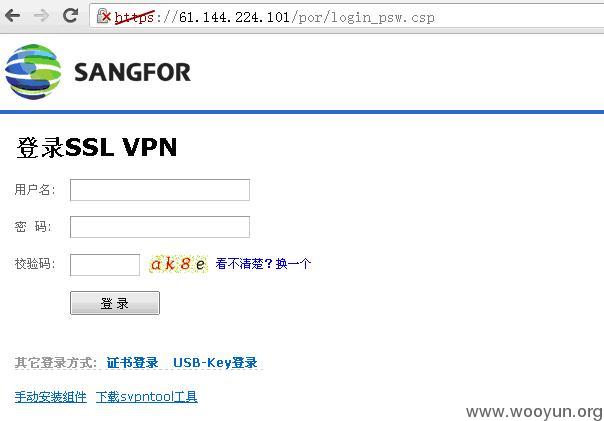 https://61.144.224.101/por/login_psw.csp
SANGFOR
登录SSL VPN
用户名:
密 码:
校验码: ak8e 看不清楚?换一个
登 录
其它登录方式: 证书登录 USB-Key登录
手动安装组件 下载svpntool工具
www.wooyun.org